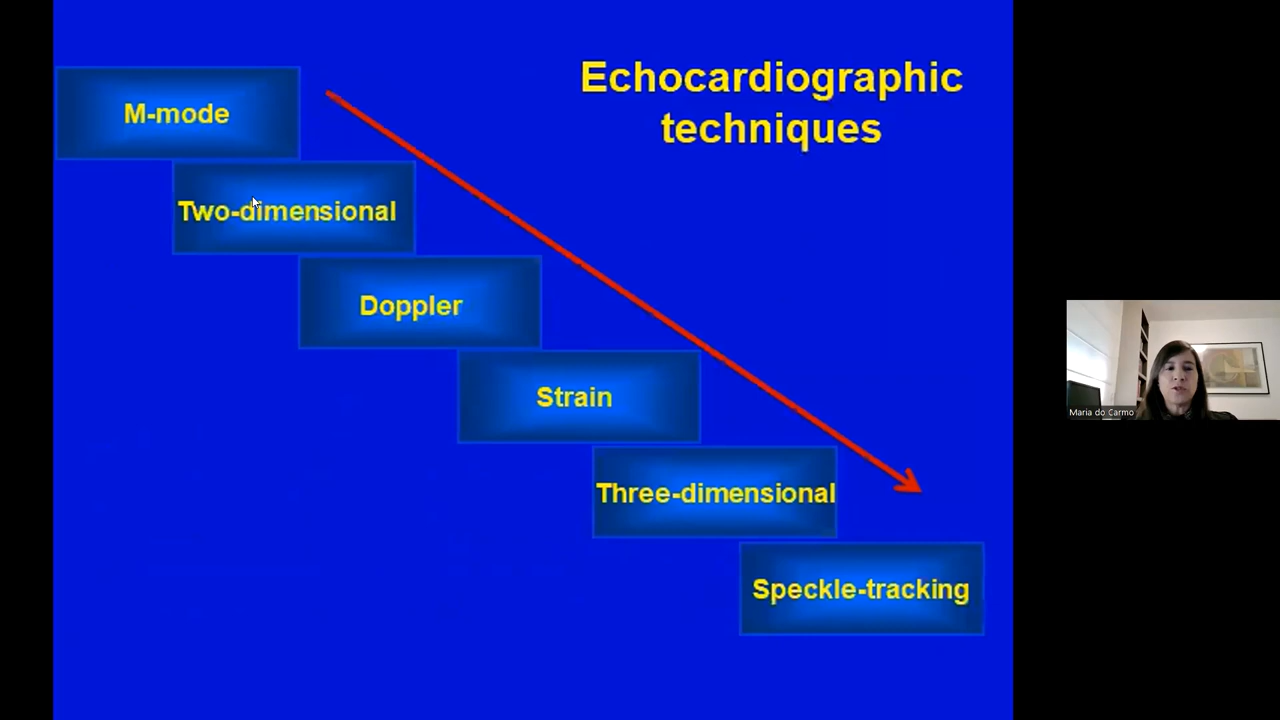 Echocardiographic
techniques
M-mode
Two-dimensional
Doppler
Strain
Three-dimensional
Speckle-tracking
Maria do Carmo